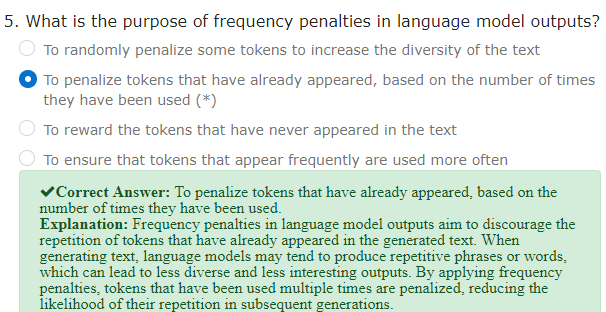 5. What is the purpose of frequency penalties in language model outputs?
To randomly penalize some tokens to increase the diversity of the text
To penalize tokens that have already appeared, based on the number of times
they have been used (*)
To reward the tokens that have never appeared in the text
To ensure that tokens that appear frequently are used more often
✔Correct Answer: To penalize tokens that have already appeared, based on the
number of times they have been used.
Explanation: Frequency penalties in language model outputs aim to discourage the
repetition of tokens that have already appeared in the generated text. When
generating text, language models may tend to produce repetitive phrases or words,
which can lead to less diverse and less interesting outputs. By applying frequency
penalties, tokens that have been used multiple times are penalized, reducing the
likelihood of their repetition in subsequent generations.